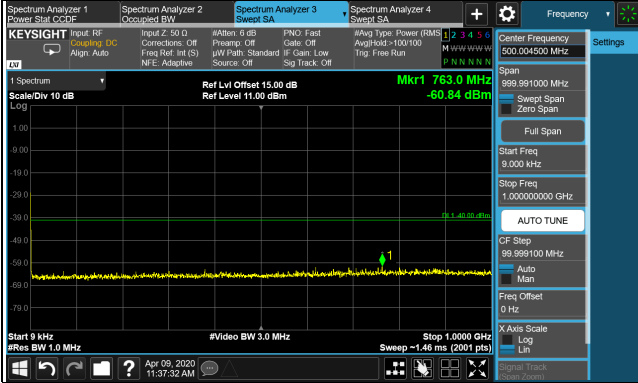 Spectrum Analyzer 1
Power Stat CCDF
Spectrum Analyzer 2
Occupied BW
Spectrum Analyzer 3
Swept SA
Spectrum Analyzer 4
Swept SA
+
Frequency
KEYSIGHT
Input: RF
Coupling: DC
Align: Auto
Input Z: 50 Ω
Corrections: Off
Freq Ref: Int (S)
NFE: Adaptive
#Atten: 6 dB
Preamp: Off
µW Path: Standard
Source: Off
PNO: Fast
Gate: Off
IF Gain: Low
Sig Track: Off
#Avg Type: Power (RMS
Avg|Hold:>100/100
Trig: Free Run
1 2 3 4 5 6
M W W W W W
P N N N N N
LXI
1 Spectrum
Scale/Div 10 dB
Log
Ref Lvl Offset 15.00 dB
Ref Level 11.00 dBm
Mkr1 763.0 MHz
-60.84 dBm
1.00
-9.00
-19.0
-29.0
-39.0
-49.0
-59.0
-69.0
-79.0
DL1 -40.00 dBm
1
Start 9 kHz
#Res BW 1.0 MHz
#Video BW 3.0 MHz
Stop 1.0000 GHz
Sweep ~1.46 ms (2001 pts)
Center Frequency
500.004500 MHz
Settings
Span
999.991000 MHz
Swept Span
Zero Span
Full Span
Start Freq
9.000 kHz
Stop Freq
1.000000000 GHz
AUTO TUNE
CF Step
99.999100 MHz
Auto
Man
Freq Offset
0 Hz
X Axis Scale
Log
Lin
Signal Track
(Span Zoom)
?
Apr 09, 2020
11:37:32 AM